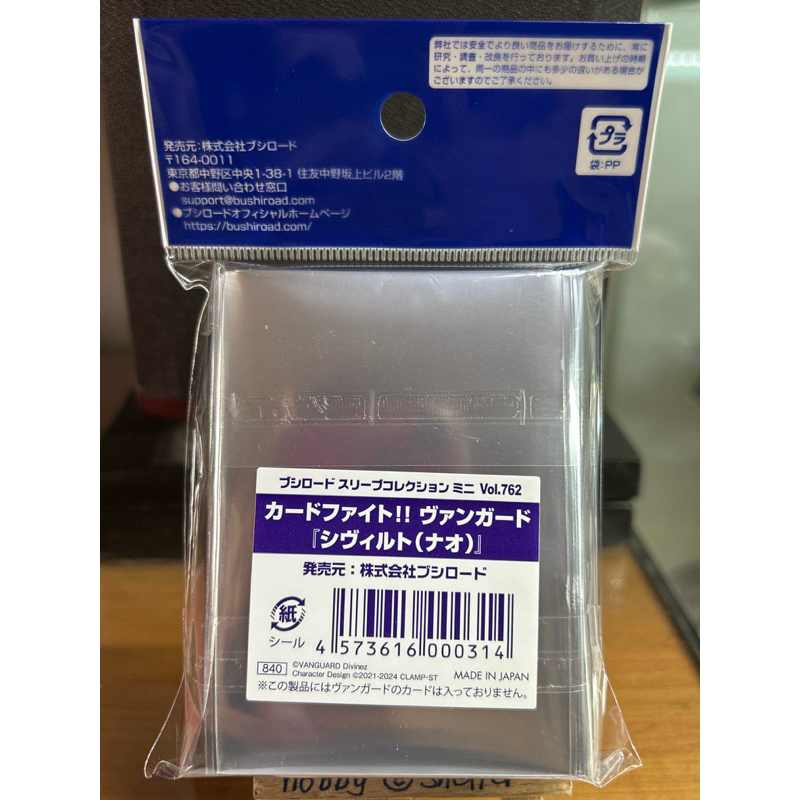 弊社では安全でより良い商品をお届けするために、常に
研究・調査・改良を行っております。お買い上げの時期
によって、同一の商品の中にも多少の違いがある場合が
ございますのでご了承ください。
プラ
袋:PP
発売元:株式会社ブシロード
〒164-0011
東京都中野区中央1-38-1 住友中野坂上ビル2階
●お客様問い合わせ窓口
support@bushiroad.com
●ブシロードオフィシャルホームページ
https://bushiroad.com/
ブシロード スリーブコレクション ミニ Vol.762
カードファイト!! ヴァンガード
『シヴィルト(ナオ)』
発売元:株式会社ブシロード
紙
シール
4 573616 000314
840
©VANGUARD Divinez
Character Design ©2021-2024 CLAMP・ST
MADE IN JAPAN
※この製品にはヴァンガードのカードは入っておりません。
hobby